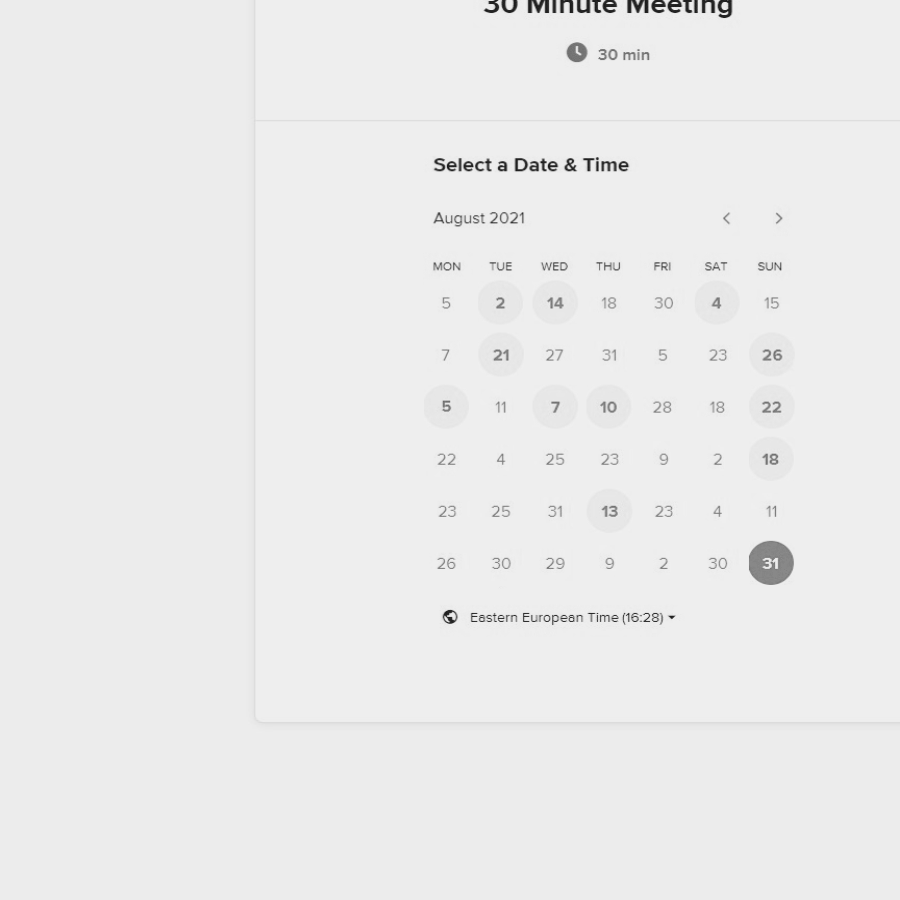 30 Minute Meeting
30 min
Select a Date & Time
August 2021
MON TUE WED THU FRI SAT SUN
5 2 14 18 30 4 15
7 21 27 31 5 23 26
5 11 7 10 28 18 22
22 4 25 23 9 2 18
23 25 31 13 23 4 11
26 30 29 9 2 30 31
Eastern European Time (16:28)